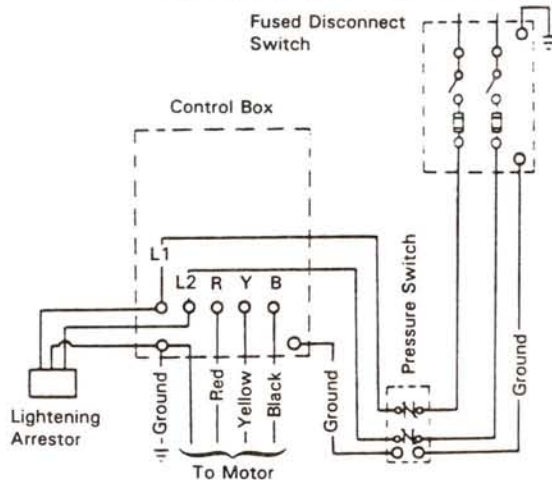 Fused Disconnect
Switch
Control Box
L1
L2 R Y B
Pressure Switch
Ground
Red
Yellow
Black
Ground
Ground
Lightening
Arrestor
To Motor